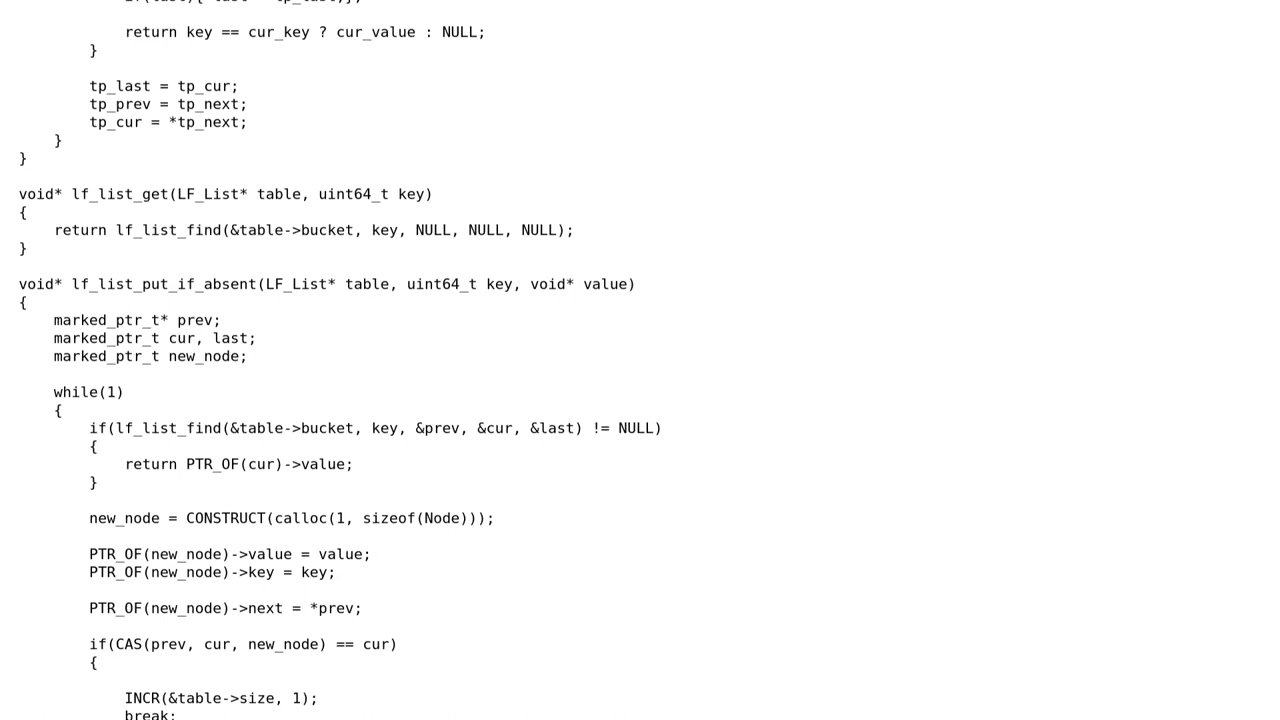 return key == cur_key ? cur_value : NULL;
}
tp_last = tp_cur;
tp_prev = tp_next;
tp_cur = *tp_next;
}
}
void* lf_list_get(LF_List* table, uint64_t key)
{
return lf_list_find(&table->bucket, key, NULL, NULL, NULL);
}
void* lf_list_put_if_absent(LF_List* table, uint64_t key, void* value)
{
marked_ptr_t* prev;
marked_ptr_t cur, last;
marked_ptr_t new_node;
while(1)
{
if(lf_list_find(&table->bucket, key, &prev, &cur, &last) != NULL)
{
return PTR_OF(cur)->value;
}
new_node = CONSTRUCT(calloc(1, sizeof(Node)));
PTR_OF(new_node)->value = value;
PTR_OF(new_node)->key = key;
PTR_OF(new_node)->next = *prev;
if(CAS(prev, cur, new_node) == cur)
{
INCR(&table->size, 1);
break;